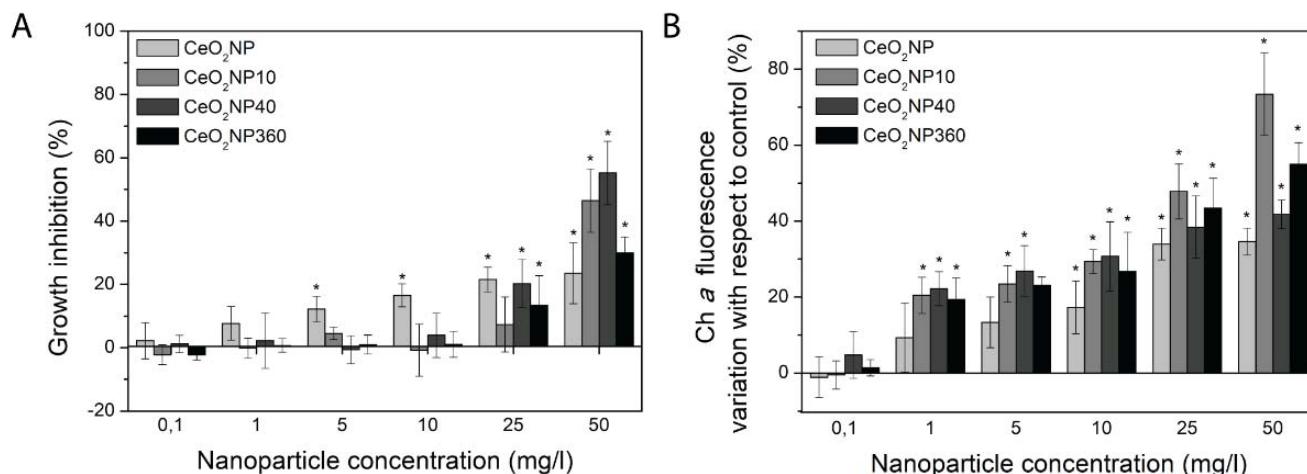 A
Growth inhibition (%)
100
80
60
40
20
0
-20
CeO₂NP
CeO₂NP10
CeO₂NP40
CeO₂NP360
* * * * * * * * *
0,1 1 5 10 25 50
Nanoparticle concentration (mg/l)
B
Ch a fluorescence
variation with respect to control (%)
80
60
40
20
0
CeO₂NP
CeO₂NP10
CeO₂NP40
CeO₂NP360
* * * * * * * * * * * * * * * * *
0,1 1 5 10 25 50
Nanoparticle concentration (mg/l)